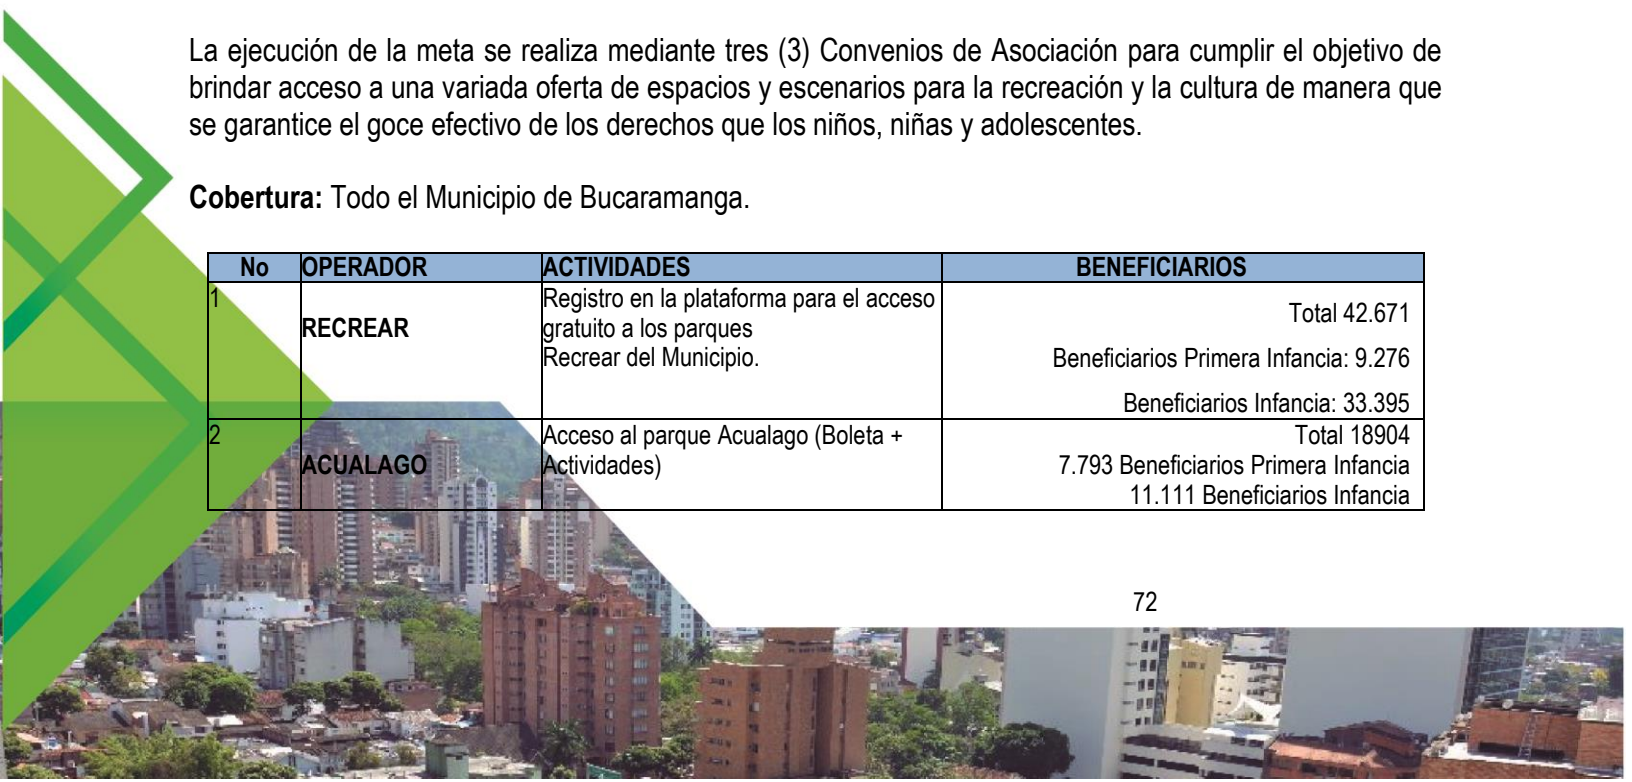 La ejecución de la meta se realiza mediante tres (3) Convenios de Asociación para cumplir el objetivo de
brindar acceso a una variada oferta de espacios y escenarios para la recreación y la cultura de manera que
se garantice el goce efectivo de los derechos que los niños, niñas y adolescentes.
Cobertura: Todo el Municipio de Bucaramanga.
No OPERADOR ACTIVIDADES BENEFICIARIOS
1
RECREAR
Registro en la plataforma para el acceso
gratuito a los parques
Recrear del Municipio.
Total 42.671
Beneficiarios Primera Infancia: 9.276
Beneficiarios Infancia: 33.395
2
ACUALAGO
Acceso al parque Acualago (Boleta +
Actividades)
Total 18904
7.793 Beneficiarios Primera Infancia
11.111 Beneficiarios Infancia
72